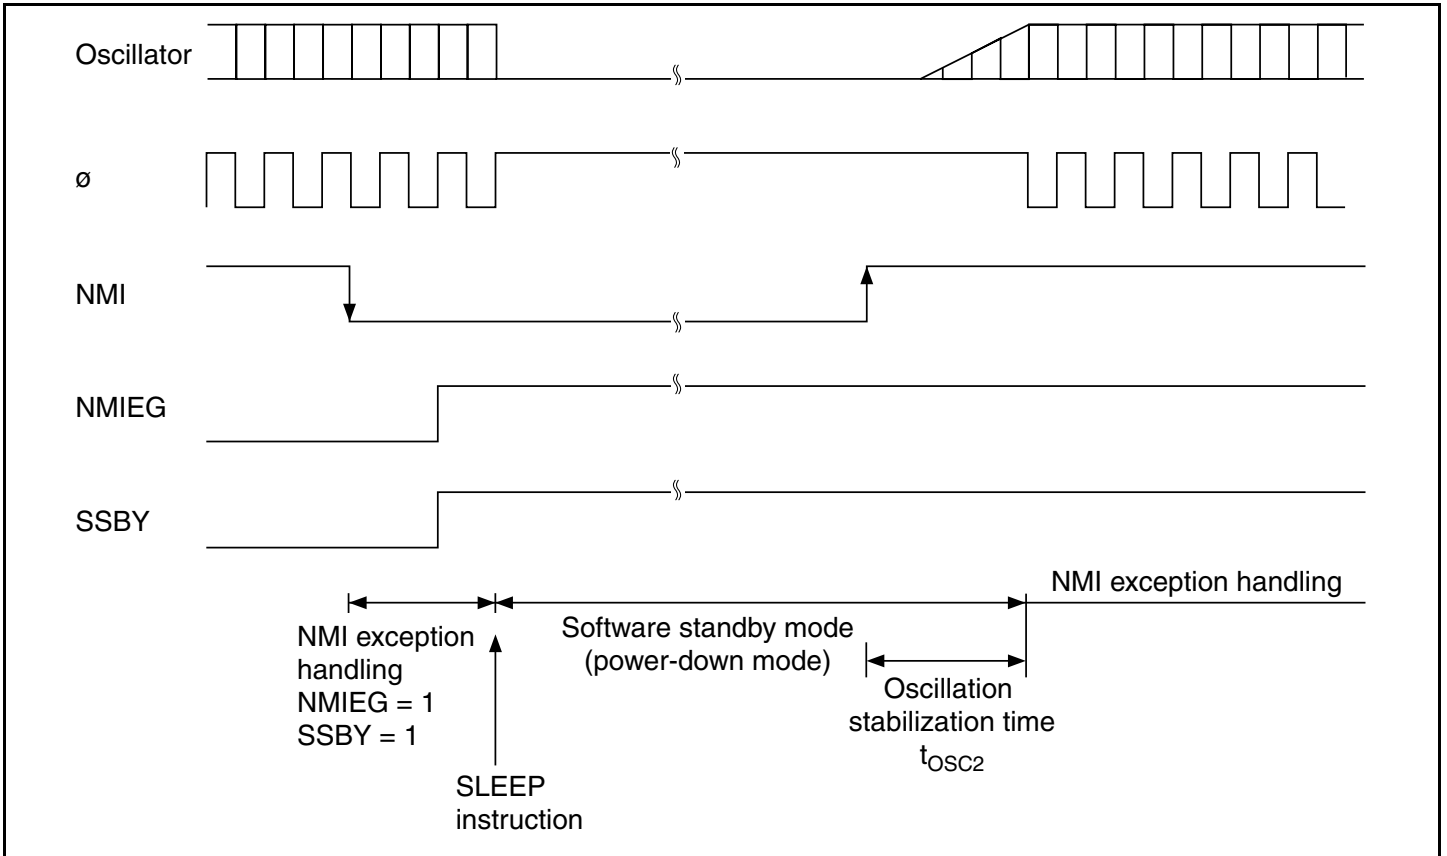 Oscillator
ø
NMI
NMIEG
SSBY
NMI exception handling
NMI exception
handling
NMIEG = 1
SSBY = 1
Software standby mode
(power-down mode)
Oscillation
stabilization time
tOSC2
SLEEP
instruction